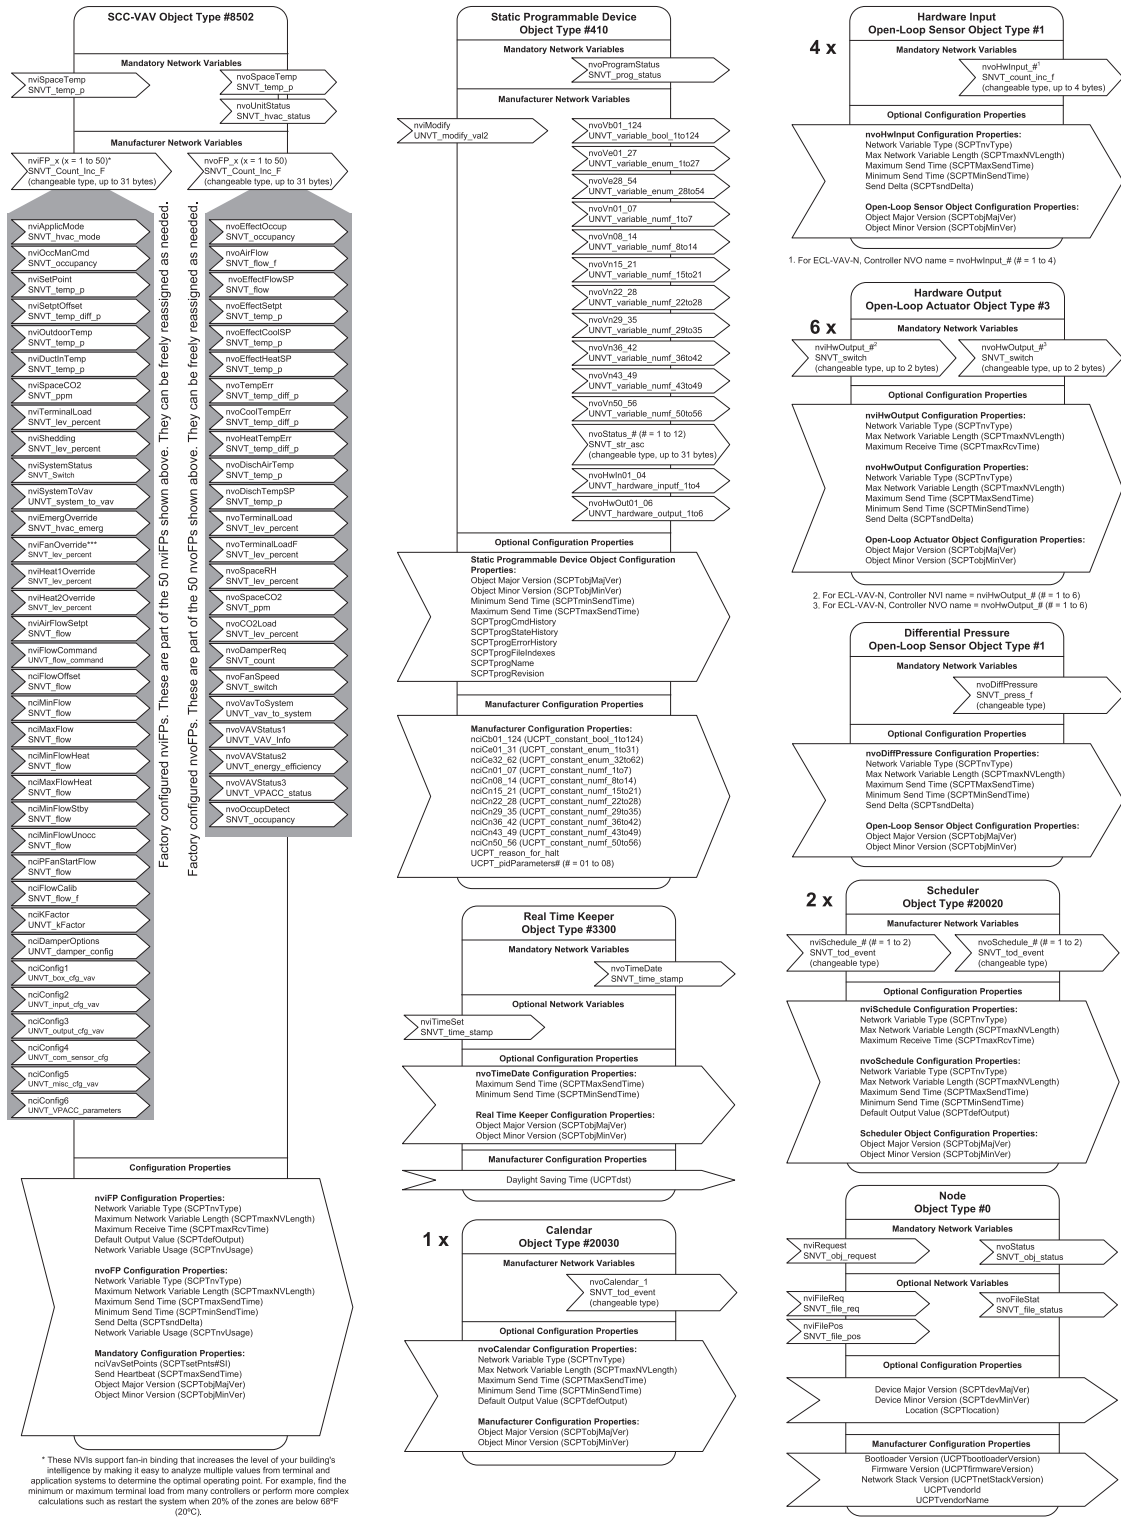 SCC-VAV Object Type #8502
Mandatory Network Variables
nviSpaceTemp
SNVT_temp_p
nvoSpaceTemp
SNVT_temp_p
nvoUnitStatus
SNVT_hvac_status
Manufacturer Network Variables
nviFP_x (x = 1 to 50)*
SNVT_Count_Inc_F
(changeable type, up to 31 bytes)
nvoFP_x (x = 1 to 50)
SNVT_Count_Inc_F
(changeable type, up to 31 bytes)
nviApplicMode
SNVT_hvac_mode
nviOccManCmd
SNVT_occupancy
nviSetPoint
SNVT_temp_p
nviSetptOffset
SNVT_temp_diff_p
nviOutdoorTemp
SNVT_temp_p
nviDuctInTemp
SNVT_temp_p
nviSpaceCO2
SNVT_ppm
nviTerminalLoad
SNVT_lev_percent
nviShedding
SNVT_lev_percent
nviSystemStatus
SNVT_Switch
nviSystemToVav
UNVT_system_to_vav
nviEmergOverride
SNVT_hvac_emerg
nviFanOverride***
SNVT_lev_percent
nviHeat1Override
SNVT_lev_percent
nviHeat2Override
SNVT_lev_percent
nviAirFlowSetpt
SNVT_flow
nviFlowCommand
UNVT_flow_command
nciFlowOffset
SNVT_flow
nciMinFlow
SNVT_flow
nciMaxFlow
SNVT_flow
nciMinFlowHeat
SNVT_flow
nciMaxFlowHeat
SNVT_flow
nciMinFlowStby
SNVT_flow
nciMinFlowUnocc
SNVT_flow
nciPFanStartFlow
SNVT_flow
nciFlowCalib
SNVT_flow_f
nciKFactor
UNVT_kFactor
nciDamperOptions
UNVT_damper_config
nciConfig1
UNVT_box_cfg_vav
nciConfig2
UNVT_input_cfg_vav
nciConfig3
UNVT_output_cfg_vav
nciConfig4
UNVT_com_sensor_cfg
nciConfig5
UNVT_misc_cfg_vav
nciConfig6
UNVT_VPACC_parameters
Factory configured nviFPs. These are part of the 50 nviFPs shown above. They can be freely reassigned as needed.
Factory configured nvoFPs. These are part of the 50 nvoFPs shown above. They can be freely reassigned as needed.
nvoEffectOccup
SNVT_occupancy
nvoAirFlow
SNVT_flow_f
nvoEffectFlowSP
SNVT_flow
nvoEffectSetpt
SNVT_temp_p
nvoEffectCoolSP
SNVT_temp_p
nvoEffectHeatSP
SNVT_temp_p
nvoTempErr
SNVT_temp_diff_p
nvoCoolTempErr
SNVT_temp_diff_p
nvoHeatTempErr
SNVT_temp_diff_p
nvoDischAirTemp
SNVT_temp_p
nvoDischTempSP
SNVT_temp_p
nvoTerminalLoad
SNVT_lev_percent
nvoTerminalLoadF
SNVT_lev_percent
nvoSpaceRH
SNVT_lev_percent
nvoSpaceCO2
SNVT_ppm
nvoCO2Load
SNVT_lev_percent
nvoDamperReq
SNVT_count
nvoFanSpeed
SNVT_switch
nvoVavToSystem
UNVT_vav_to_system
nvoVAVStatus1
UNVT_VAV_Info
nvoVAVStatus2
UNVT_energy_efficiency
nvoVAVStatus3
UNVT_VPACC_status
nvoOccupDetect
SNVT_occupancy
Configuration Properties
nviFP Configuration Properties:
Network Variable Type (SCPTnvType)
Maximum Network Variable Length (SCPTmaxNVLength)
Maximum Receive Time (SCPTmaxRcvTime)
Default Output Value (SCPTdefOutput)
Network Variable Usage (SCPTnvUsage)
nvoFP Configuration Properties:
Network Variable Type (SCPTnvType)
Maximum Network Variable Length (SCPTmaxNVLength)
Maximum Send Time (SCPTmaxSendTime)
Minimum Send Time (SCPTminSendTime)
Send Delta (SCPTsndDelta)
Network Variable Usage (SCPTnvUsage)
Mandatory Configuration Properties:
nciVavSetPoints (SCPTsetPnts#SI)
Send Heartbeat (SCPTmaxSendTime)
Object Major Version (SCPTobjMajVer)
Object Minor Version (SCPTobjMinVer)
* These NVIs support fan-in binding that increases the level of your building's
intelligence by making it easy to analyze multiple values from terminal and
application systems to determine the optimal operating point. For example, find the
minimum or maximum terminal load from many controllers or perform more complex
calculations such as restart the system when 20% of the zones are below 68ºF
(20ºC).
Static Programmable Device
Object Type #410
Mandatory Network Variables
nvoProgramStatus
SNVT_prog_status
Manufacturer Network Variables
nviModify
UNVT_modify_val2
nvoVb01_124
UNVT_variable_bool_1to124
nvoVe01_27
UNVT_variable_enum_1to27
nvoVe28_54
UNVT_variable_enum_28to54
nvoVn01_07
UNVT_variable_numf_1to7
nvoVn08_14
UNVT_variable_numf_8to14
nvoVn15_21
UNVT_variable_numf_15to21
nvoVn22_28
UNVT_variable_numf_22to28
nvoVn29_35
UNVT_variable_numf_29to35
nvoVn36_42
UNVT_variable_numf_36to42
nvoVn43_49
UNVT_variable_numf_43to49
nvoVn50_56
UNVT_variable_numf_50to56
nvoStatus_# (# = 1 to 12)
SNVT_str_asc
(changeable type, up to 31 bytes)
nvoHwIn01_04
UNVT_hardware_inputf_1to4
nvoHwOut01_06
UNVT_hardware_output_1to6
Optional Configuration Properties
Static Programmable Device Object Configuration
Properties:
Object Major Version (SCPTobjMajVer)
Object Minor Version (SCPTobjMinVer)
Minimum Send Time (SCPTminSendTime)
Maximum Send Time (SCPTmaxSendTime)
SCPTprogCmdHistory
SCPTprogStateHistory
SCPTprogErrorHistory
SCPTprogFileIndexes
SCPTprogName
SCPTprogRevision
Manufacturer Configuration Properties
Manufacturer Configuration Properties:
nciCb01_124 (UCPT_constant_bool_1to124)
nciCe01_31 (UCPT_constant_enum_1to31)
nciCe32_62 (UCPT_constant_enum_32to62)
nciCn01_07 (UCPT_constant_numf_1to7)
nciCn08_14 (UCPT_constant_numf_8to14)
nciCn15_21 (UCPT_constant_numf_15to21)
nciCn22_28 (UCPT_constant_numf_22to28)
nciCn29_35 (UCPT_constant_numf_29to35)
nciCn36_42 (UCPT_constant_numf_36to42)
nciCn43_49 (UCPT_constant_numf_43to49)
nciCn50_56 (UCPT_constant_numf_50to56)
UCPT_reason_for_halt
UCPT_pidParameters# (# = 01 to 08)
Real Time Keeper
Object Type #3300
Mandatory Network Variables
nvoTimeDate
SNVT_time_stamp
Optional Network Variables
nviTimeSet
SNVT_time_stamp
Optional Configuration Properties
nvoTimeDate Configuration Properties:
Maximum Send Time (SCPTMaxSendTime)
Minimum Send Time (SCPTMinSendTime)
Real Time Keeper Configuration Properties:
Object Major Version (SCPTobjMajVer)
Object Minor Version (SCPTobjMinVer)
Manufacturer Configuration Properties
Daylight Saving Time (UCPTdst)
1 x
Calendar
Object Type #20030
Manufacturer Network Variables
nvoCalendar_1
SNVT_tod_event
(changeable type)
Optional Configuration Properties
nvoCalendar Configuration Properties:
Network Variable Type (SCPTnvType)
Max Network Variable Length (SCPTmaxNVLength)
Maximum Send Time (SCPTMaxSendTime)
Minimum Send Time (SCPTMinSendTime)
Default Output Value (SCPTdefOutput)
Manufacturer Configuration Properties:
Object Major Version (SCPTobjMajVer)
Object Minor Version (SCPTobjMinVer)
4 x
Hardware Input
Open-Loop Sensor Object Type #1
Mandatory Network Variables
nvoHwInput_#1
SNVT_count_inc_f
(changeable type, up to 4 bytes)
Optional Configuration Properties
nvoHwInput Configuration Properties:
Network Variable Type (SCPTnvType)
Max Network Variable Length (SCPTmaxNVLength)
Maximum Send Time (SCPTMaxSendTime)
Minimum Send Time (SCPTMinSendTime)
Send Delta (SCPTsndDelta)
Open-Loop Sensor Object Configuration Properties:
Object Major Version (SCPTobjMajVer)
Object Minor Version (SCPTobjMinVer)
1. For ECL-VAV-N, Controller NVO name = nvoHwInput_# (# = 1 to 4)
6 x
Hardware Output
Open-Loop Actuator Object Type #3
Mandatory Network Variables
nviHwOutput_#2
SNVT_switch
(changeable type, up to 2 bytes)
nvoHwOutput_#3
SNVT_switch
(changeable type, up to 2 bytes)
Optional Configuration Properties
nviHwOutput Configuration Properties:
Network Variable Type (SCPTnvType)
Max Network Variable Length (SCPTmaxNVLength)
Maximum Receive Time (SCPTmaxRcvTime)
nvoHwOutput Configuration Properties:
Network Variable Type (SCPTnvType)
Max Network Variable Length (SCPTmaxNVLength)
Maximum Send Time (SCPTMaxSendTime)
Minimum Send Time (SCPTMinSendTime)
Send Delta (SCPTsndDelta)
Open-Loop Actuator Object Configuration Properties:
Object Major Version (SCPTobjMajVer)
Object Minor Version (SCPTobjMinVer)
2. For ECL-VAV-N, Controller NVI name = nviHwOutput_# (# = 1 to 6)
3. For ECL-VAV-N, Controller NVO name = nvoHwOutput_# (# = 1 to 6)
Differential Pressure
Open-Loop Sensor Object Type #1
Mandatory Network Variables
nvoDiffPressure
SNVT_press_f
(changeable type)
Optional Configuration Properties
nvoDiffPressure Configuration Properties:
Network Variable Type (SCPTnvType)
Max Network Variable Length (SCPTmaxNVLength)
Maximum Send Time (SCPTMaxSendTime)
Minimum Send Time (SCPTMinSendTime)
Send Delta (SCPTsndDelta)
Open-Loop Sensor Object Configuration Properties:
Object Major Version (SCPTobjMajVer)
Object Minor Version (SCPTobjMinVer)
2 x
Scheduler
Object Type #20020
Manufacturer Network Variables
nviSchedule_# (# = 1 to 2)
SNVT_tod_event
(changeable type)
nvoSchedule_# (# = 1 to 2)
SNVT_tod_event
(changeable type)
Optional Configuration Properties
nviSchedule Configuration Properties:
Network Variable Type (SCPTnvType)
Max Network Variable Length (SCPTmaxNVLength)
Maximum Receive Time (SCPTmaxRcvTime)
nvoSchedule Configuration Properties:
Network Variable Type (SCPTnvType)
Max Network Variable Length (SCPTmaxNVLength)
Maximum Send Time (SCPTMaxSendTime)
Minimum Send Time (SCPTMinSendTime)
Default Output Value (SCPTdefOutput)
Scheduler Object Configuration Properties:
Object Major Version (SCPTobjMajVer)
Object Minor Version (SCPTobjMinVer)
Node
Object Type #0
Mandatory Network Variables
nviRequest
SNVT_obj_request
nvoStatus
SNVT_obj_status
Optional Network Variables
nviFileReq
SNVT_file_req
nvoFileStat
SNVT_file_status
nviFilePos
SNVT_file_pos
Optional Configuration Properties
Device Major Version (SCPTdevMajVer)
Device Minor Version (SCPTdevMinVer)
Location (SCPTlocation)
Manufacturer Configuration Properties
Bootloader Version (UCPTbootloaderVersion)
Firmware Version (UCPTfirmwareVersion)
Network Stack Version (UCPTnetStackVersion)
UCPTvendorId
UCPTvendorName